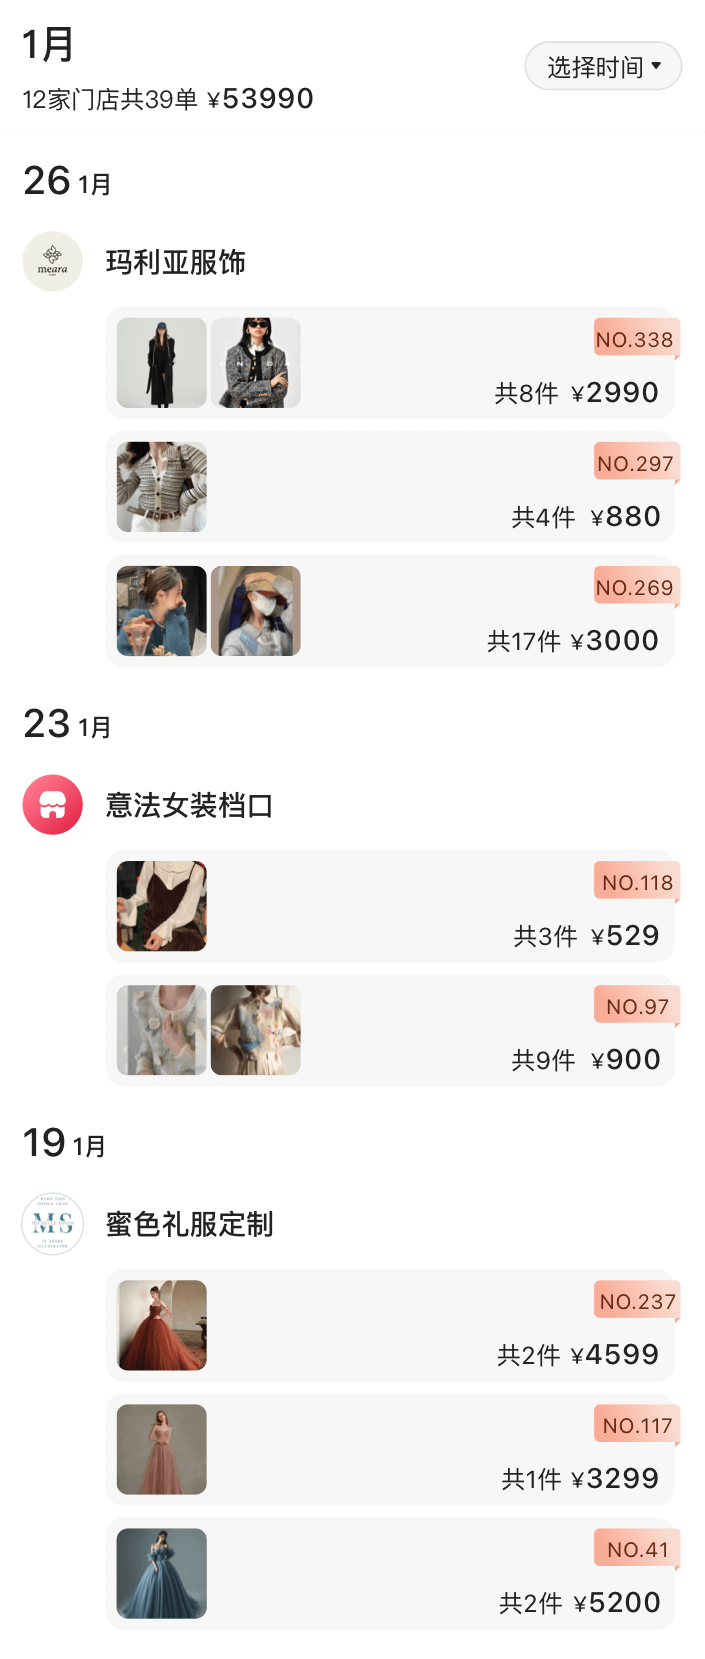 1月
选择时间
12家门店共39单 ¥53990
26 1月
meara
玛利亚服饰
NO.338
共8件 ¥2990
NO.297
共4件 ¥880
NO.269
共17件 ¥3000
23 1月
意法女装档口
NO.118
共3件 ¥529
NO.97
共9件 ¥900
19 1月
MS
蜜色礼服定制
NO.237
共2件 ¥4599
NO.117
共1件 ¥3299
NO.41
共2件 ¥5200